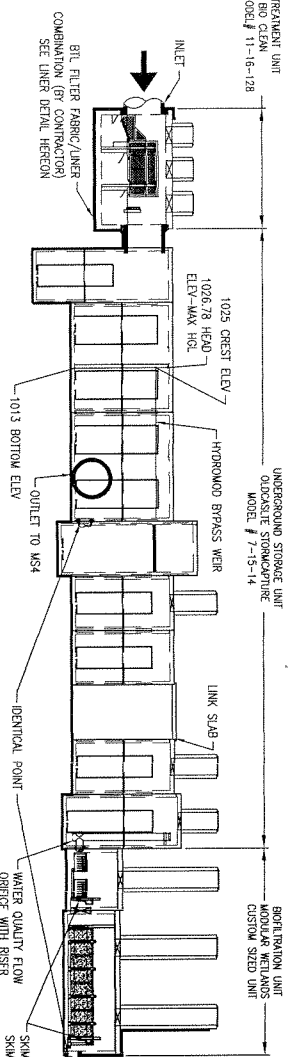 TREATMENT UNIT
BIO CLEAN
MODEL# 11-16-128
INLET
BTL FILTER FABRIC/LINER
COMBINATION (BY CONTRACTOR)
SEE LINER DETAIL HEREON
UNDERGROUND STORAGE UNIT
OLDCASTLE STORMCAPTURE
MODEL # 7-15-14
1025 CREST ELEV
1026.78 HEAD
ELEV-MAX HGL
HYDROMOD BYPASS WEIR
1013 BOTTOM ELEV
OUTLET TO MS4
LINK SLAB
IDENTICAL POINT
BIOFILTRATION UNIT
MODULAR WETLANDS
CUSTOM SIZED UNIT
WATER QUALITY FLOW
ORIFICE WITH RISER